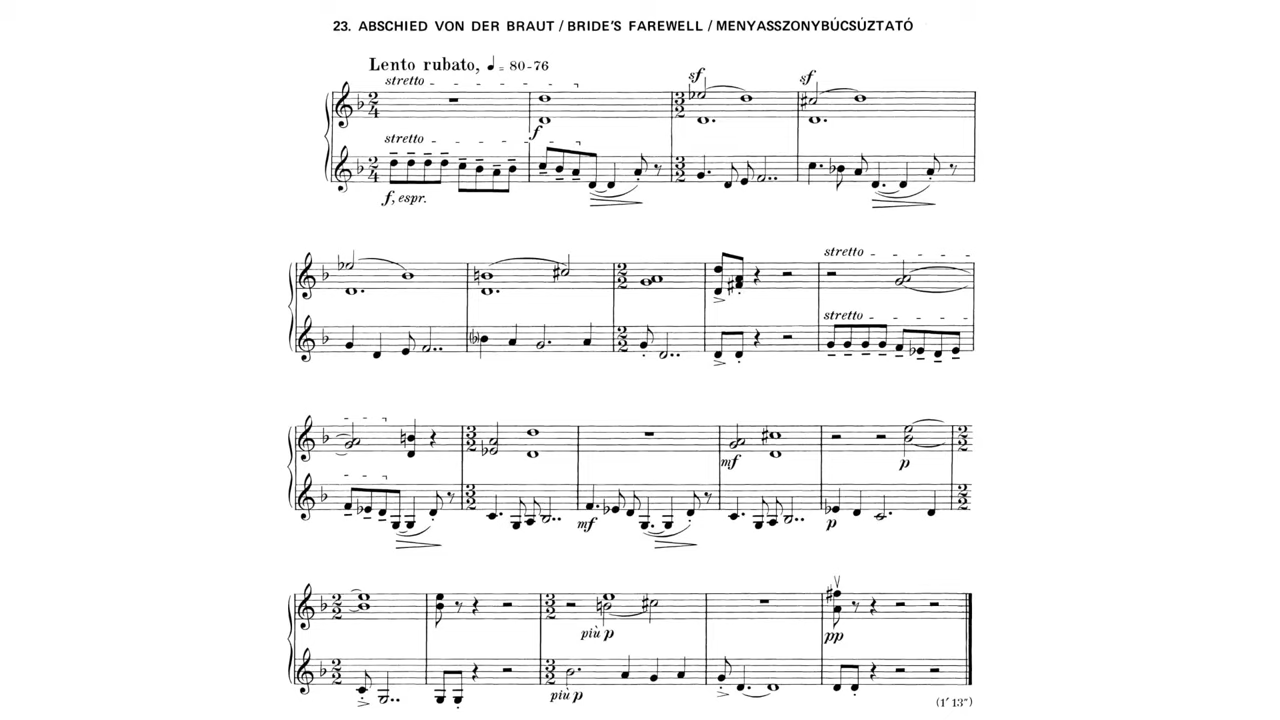 23. ABSCHIED VON DER BRAUT / BRIDE'S FAREWELL / MENYASSZONYBÚCSÚZTATÓ
Lento rubato, ♩ = 80-76
stretto
sf sf
f
stretto
f, espr.
stretto
stretto
mf p
mf p
più p pp
più p
(1' 13")